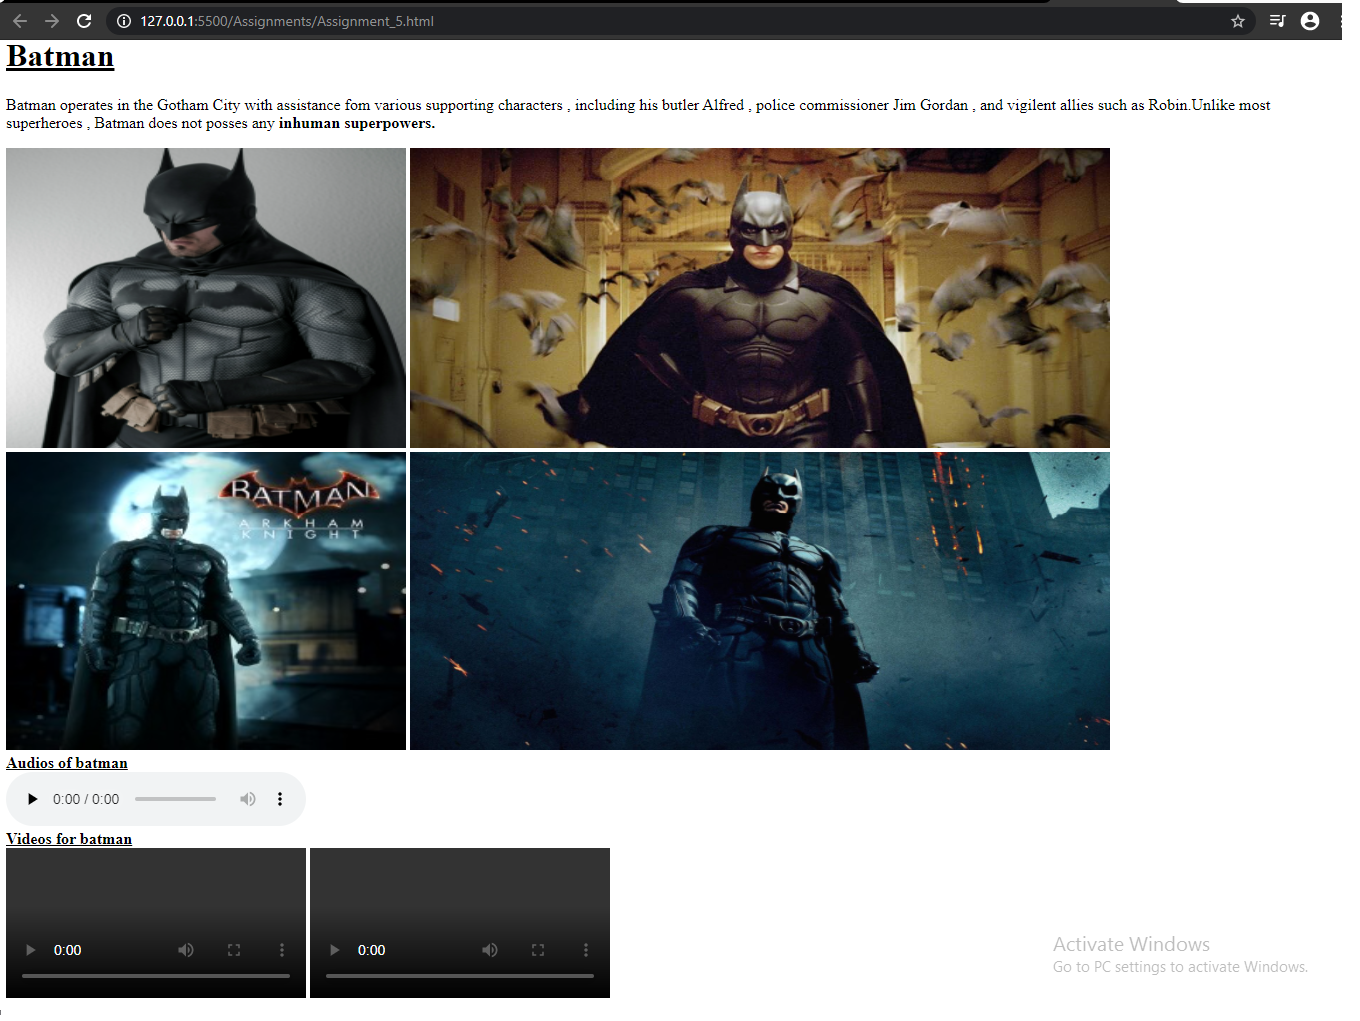 127.0.0.1:5500/Assignments/Assignment_5.html
Batman
Batman operates in the Gotham City with assistance fom various supporting characters , including his butler Alfred , police commissioner Jim Gordan , and vigilent allies such as Robin.Unlike most
superheroes , Batman does not posses any inhuman superpowers.
BATMAN
ARKHAM
KNIGHT
Audios of batman
0:00 / 0:00
Videos for batman
0:00 0:00
Activate Windows
Go to PC settings to activate Windows.